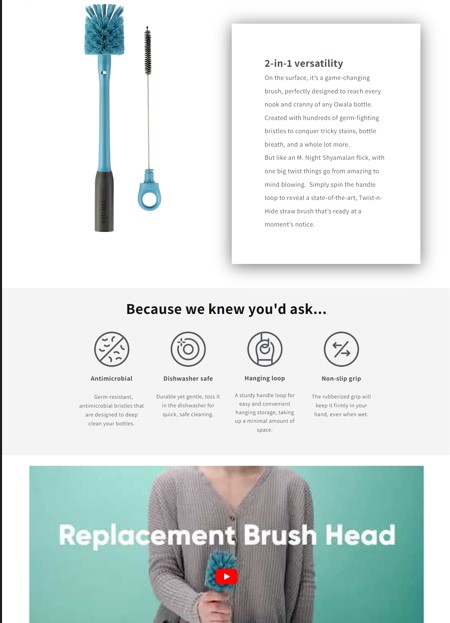 2-in-1 versatility
On the surface, it's a game-changing
brush, perfectly designed to reach every
nook and cranny of any Owala bottle.
Created with hundreds of germ-fighting
bristles to conquer tricky stains, bottle
breath, and a whole lot more.
But like an M. Night Shyamalan flick, with
one big twist things go from amazing to
mind blowing. Simply spin the handle
loop to reveal a state-of-the-art, Twist-n-
Hide straw brush that's ready at a
moment's notice.
Because we knew you'd ask...
Antimicrobial
Germ-resistant,
antimicrobial bristles that
are designed to deep
clean your bottles.
Dishwasher safe
Durable yet gentle, toss it
in the dishwasher for
quick, safe cleaning.
Hanging loop
A sturdy handle loop for
easy and convenient
hanging storage, taking
up a minimal amount of
space.
Non-slip grip
The rubberized grip will
keep it firmly in your
hand, even when wet.
Replacement Brush Head